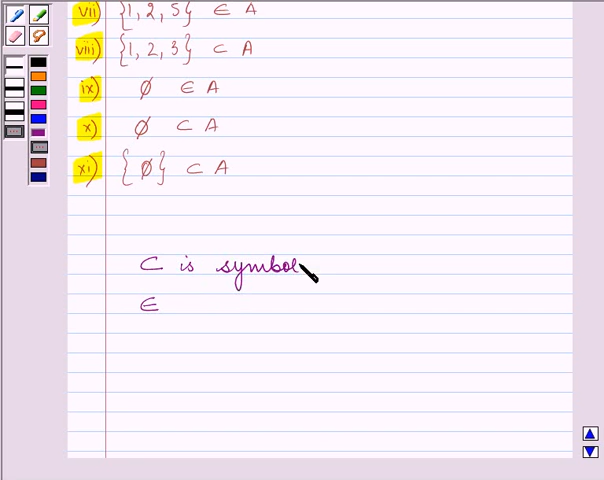 vii) {1, 2, 5} ∈ A
viii) {1, 2, 3} ⊂ A
ix) ∅ ∈ A
x) ∅ ⊂ A
xi) {∅} ⊂ A
⊂ is symbol
∈